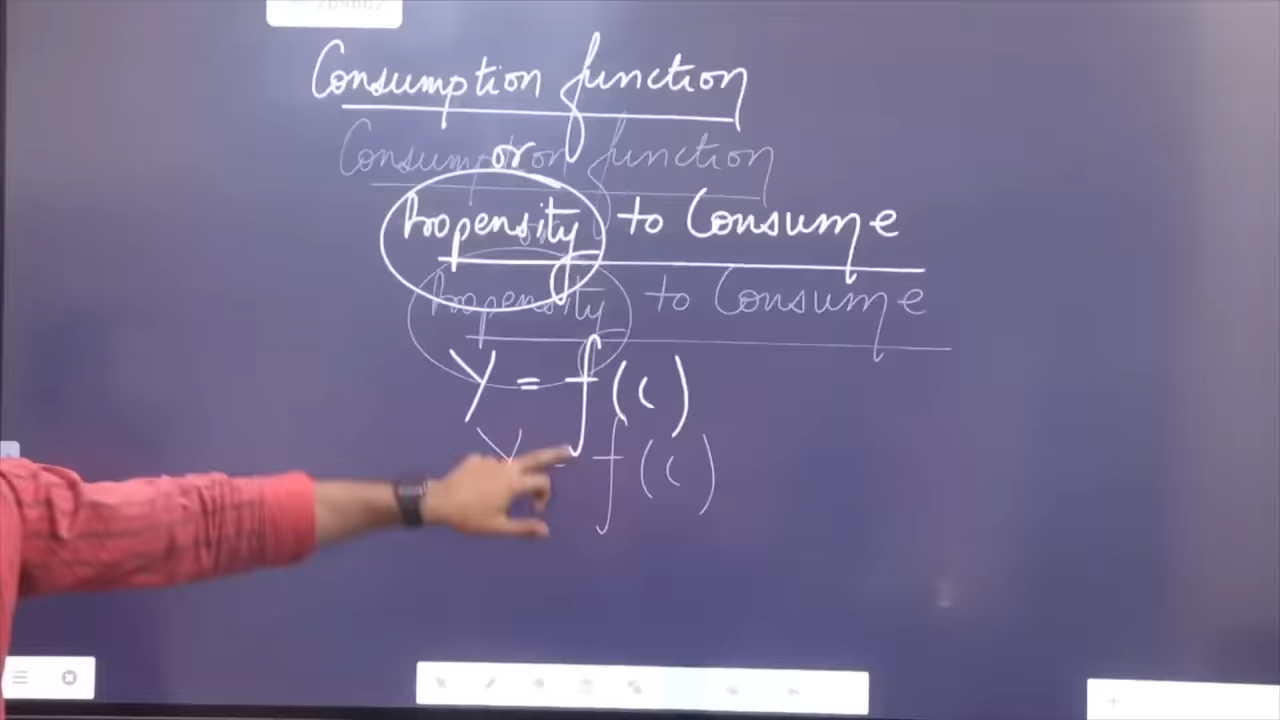 Consumption function
or
Propensity to Consume
Y = f(c)